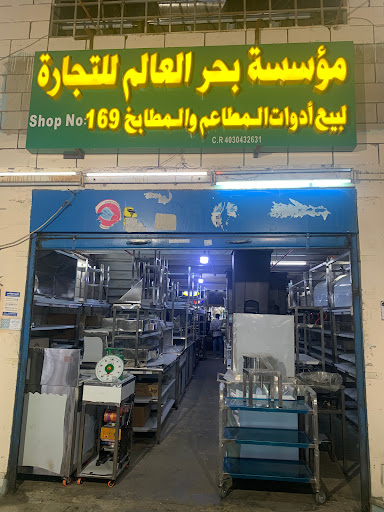 مؤسسة بحر العالم للتجارة
لبيع أدوات المطاعم والمطابخ 169 Shop No:
C.R 4030432631